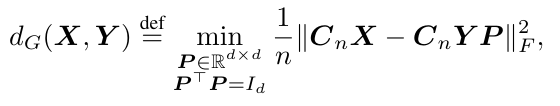 $d_G(\boldsymbol{X}, \boldsymbol{Y}) \stackrel{\text{def}}{=} \min_{\substack{\boldsymbol{P} \in \mathbb{R}^{d \times d} \\ \boldsymbol{P}^\top \boldsymbol{P} = I_d}} \frac{1}{n} \| \boldsymbol{C}_n \boldsymbol{X} - \boldsymbol{C}_n \boldsymbol{Y} \boldsymbol{P} \|_F^2,$